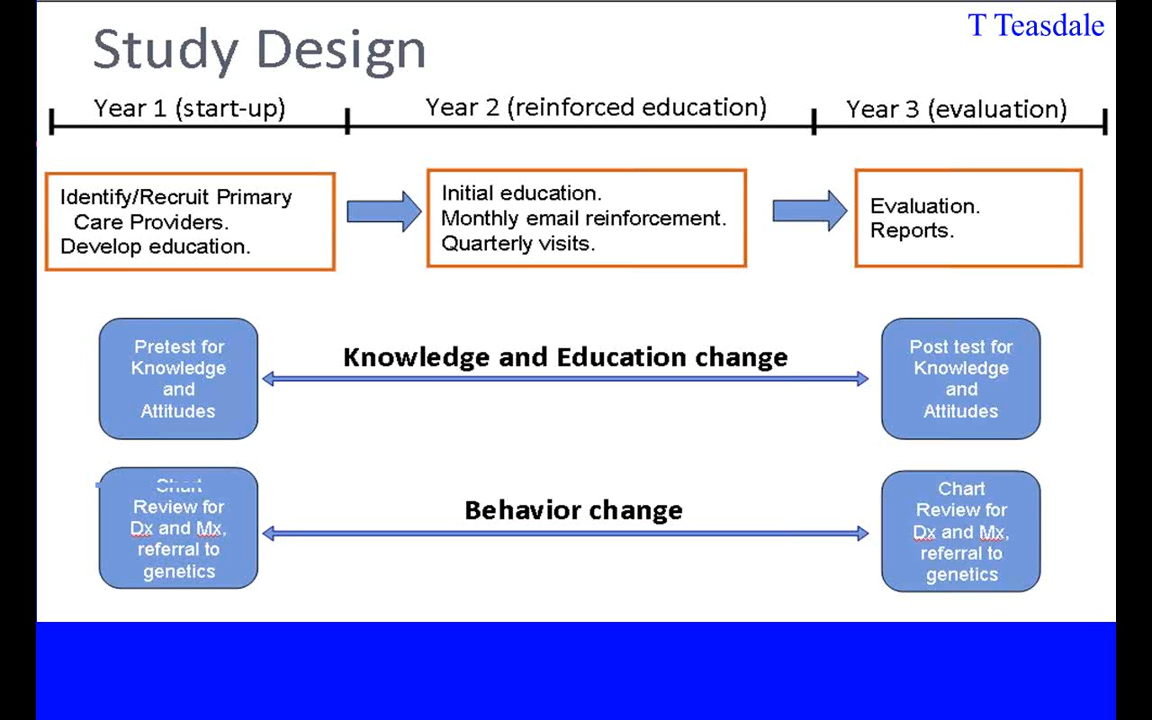 T Teasdale
Study Design
Year 1 (start-up)
Year 2 (reinforced education)
Year 3 (evaluation)
Identify/Recruit Primary
Care Providers.
Develop education.
Initial education.
Monthly email reinforcement.
Quarterly visits.
Evaluation.
Reports.
Pretest for
Knowledge
and
Attitudes
Knowledge and Education change
Post test for
Knowledge
and
Attitudes
Chart
Review for
Dx and Mx,
referral to
genetics
Behavior change
Chart
Review for
Dx and Mx,
referral to
genetics